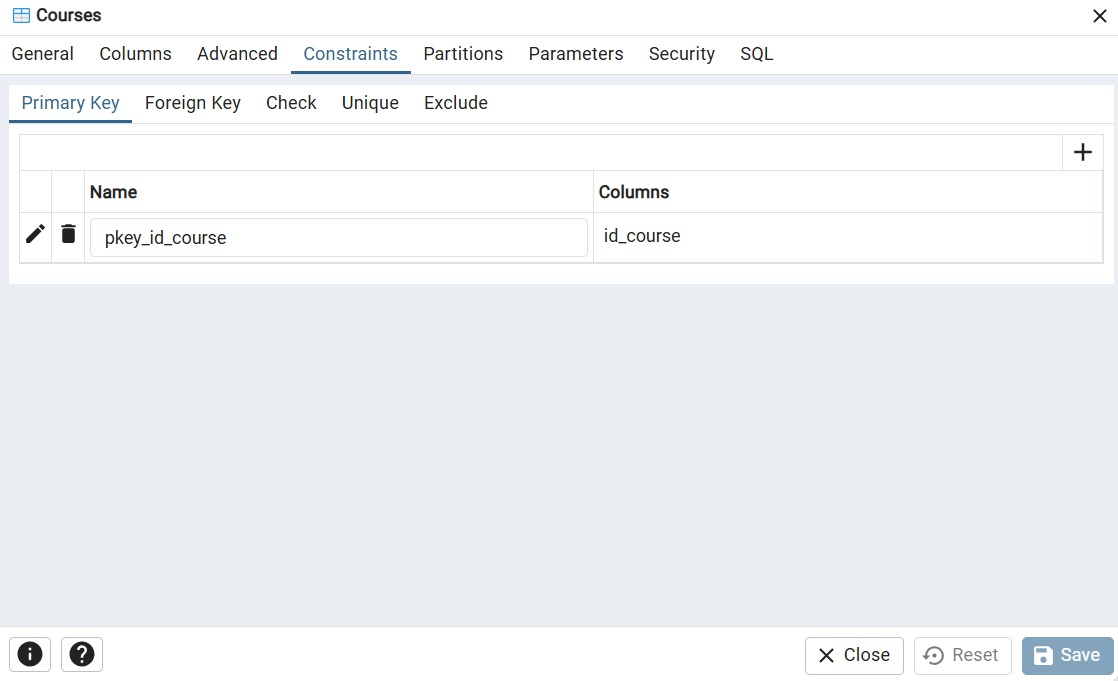 Courses
General Columns Advanced Constraints Partitions Parameters Security SQL
Primary Key Foreign Key Check Unique Exclude
Name Columns
pkey_id_course id_course
Close Reset Save